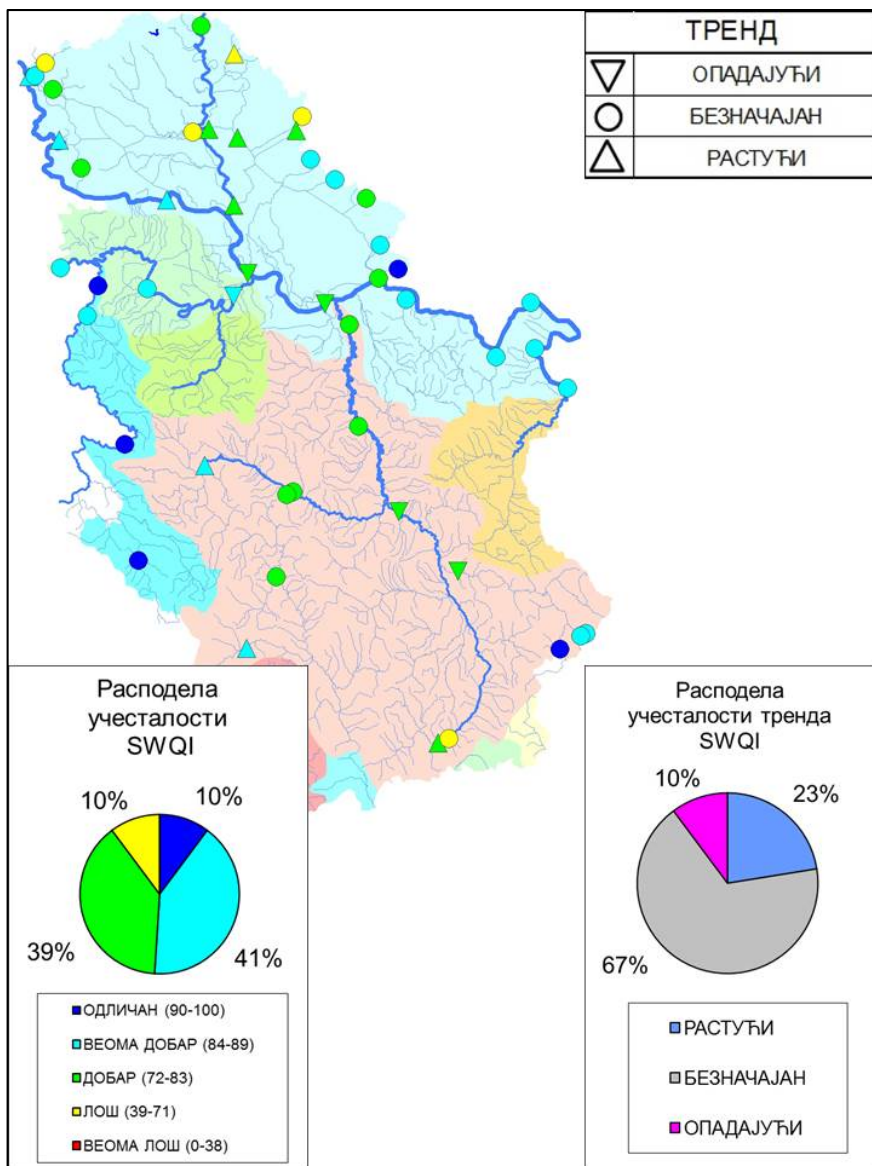 ТРЕНД
ОПАДАЈУЋИ
БЕЗНАЧАЈАН
РАСТУЋИ
Расподела
учесталости
SWQI
10%
10%
39%
41%
ОДЛИЧАН (90-100)
ВЕОМА ДОБАР (84-89)
ДОБАР (72-83)
ЛОШ (39-71)
ВЕОМА ЛОШ (0-38)
Расподела
учесталости тренда
SWQI
10%
23%
67%
РАСТУЋИ
БЕЗНАЧАЈАН
ОПАДАЈУЋИ